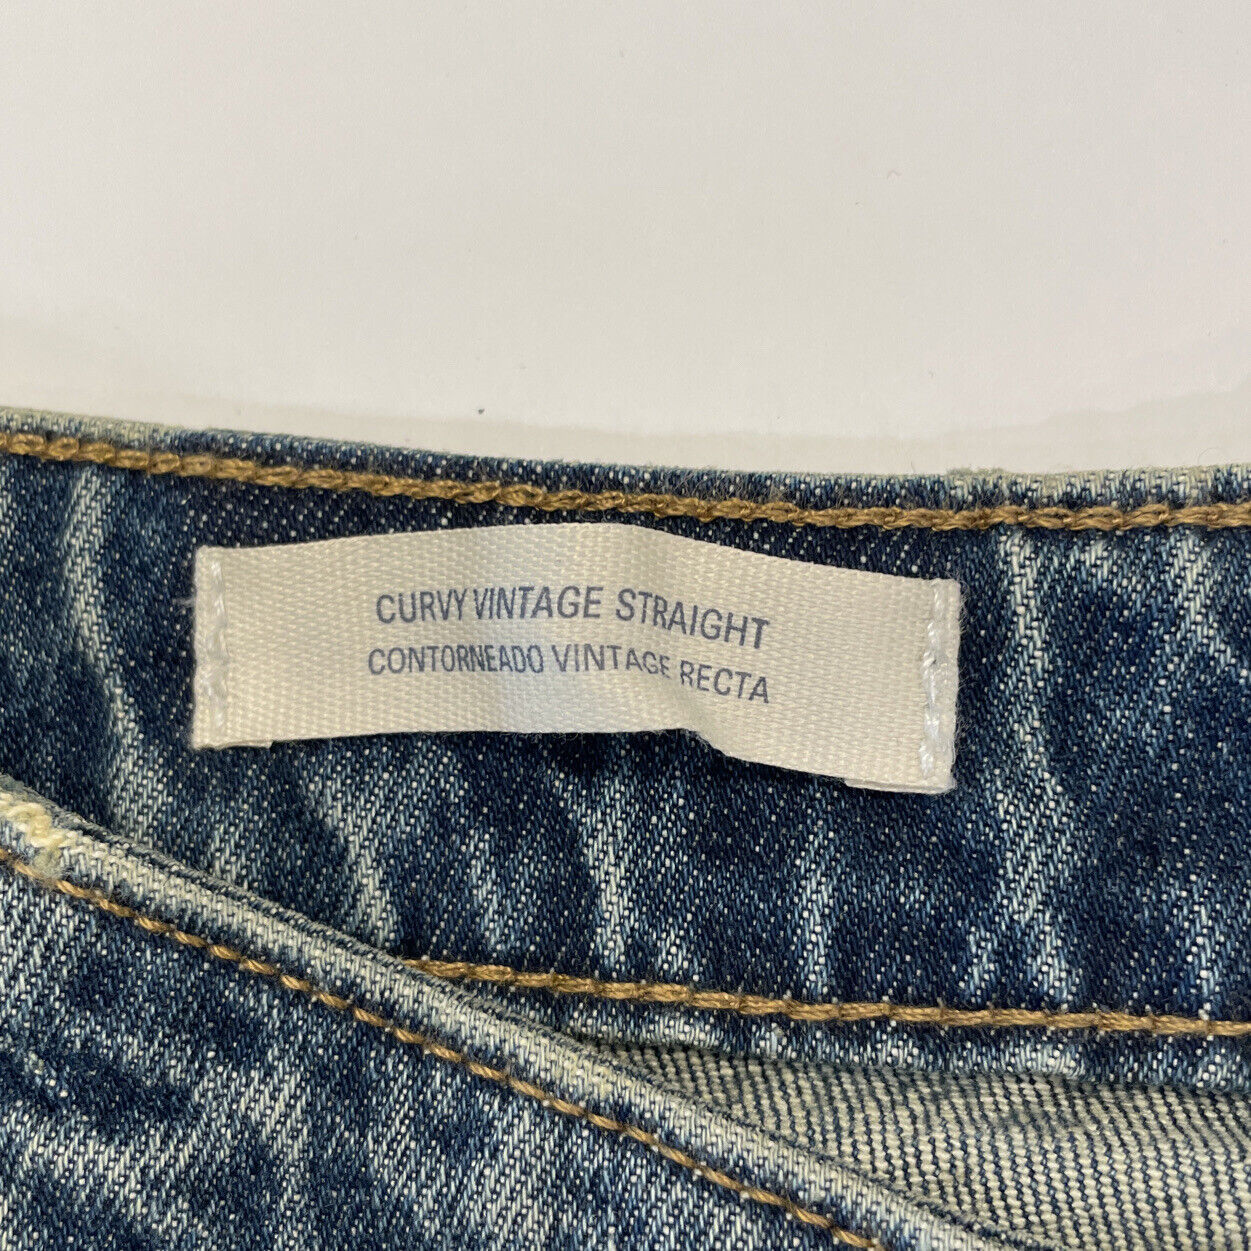 CURVY VINTAGE STRAIGHT
CONTORNEADO VINTAGE RECTA